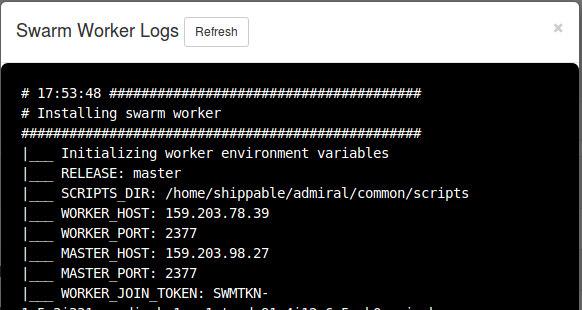 Swarm Worker Logs Refresh ×
# 17:53:48 #######################################
# Installing swarm worker
##################################################
|___ Initializing worker environment variables
|___ RELEASE: master
|___ SCRIPTS_DIR: /home/shippable/admiral/common/scripts
|___ WORKER_HOST: 159.203.78.39
|___ WORKER_PORT: 2377
|___ MASTER_HOST: 159.203.98.27
|___ MASTER_PORT: 2377
|___ WORKER_JOIN_TOKEN: SWMTKN-